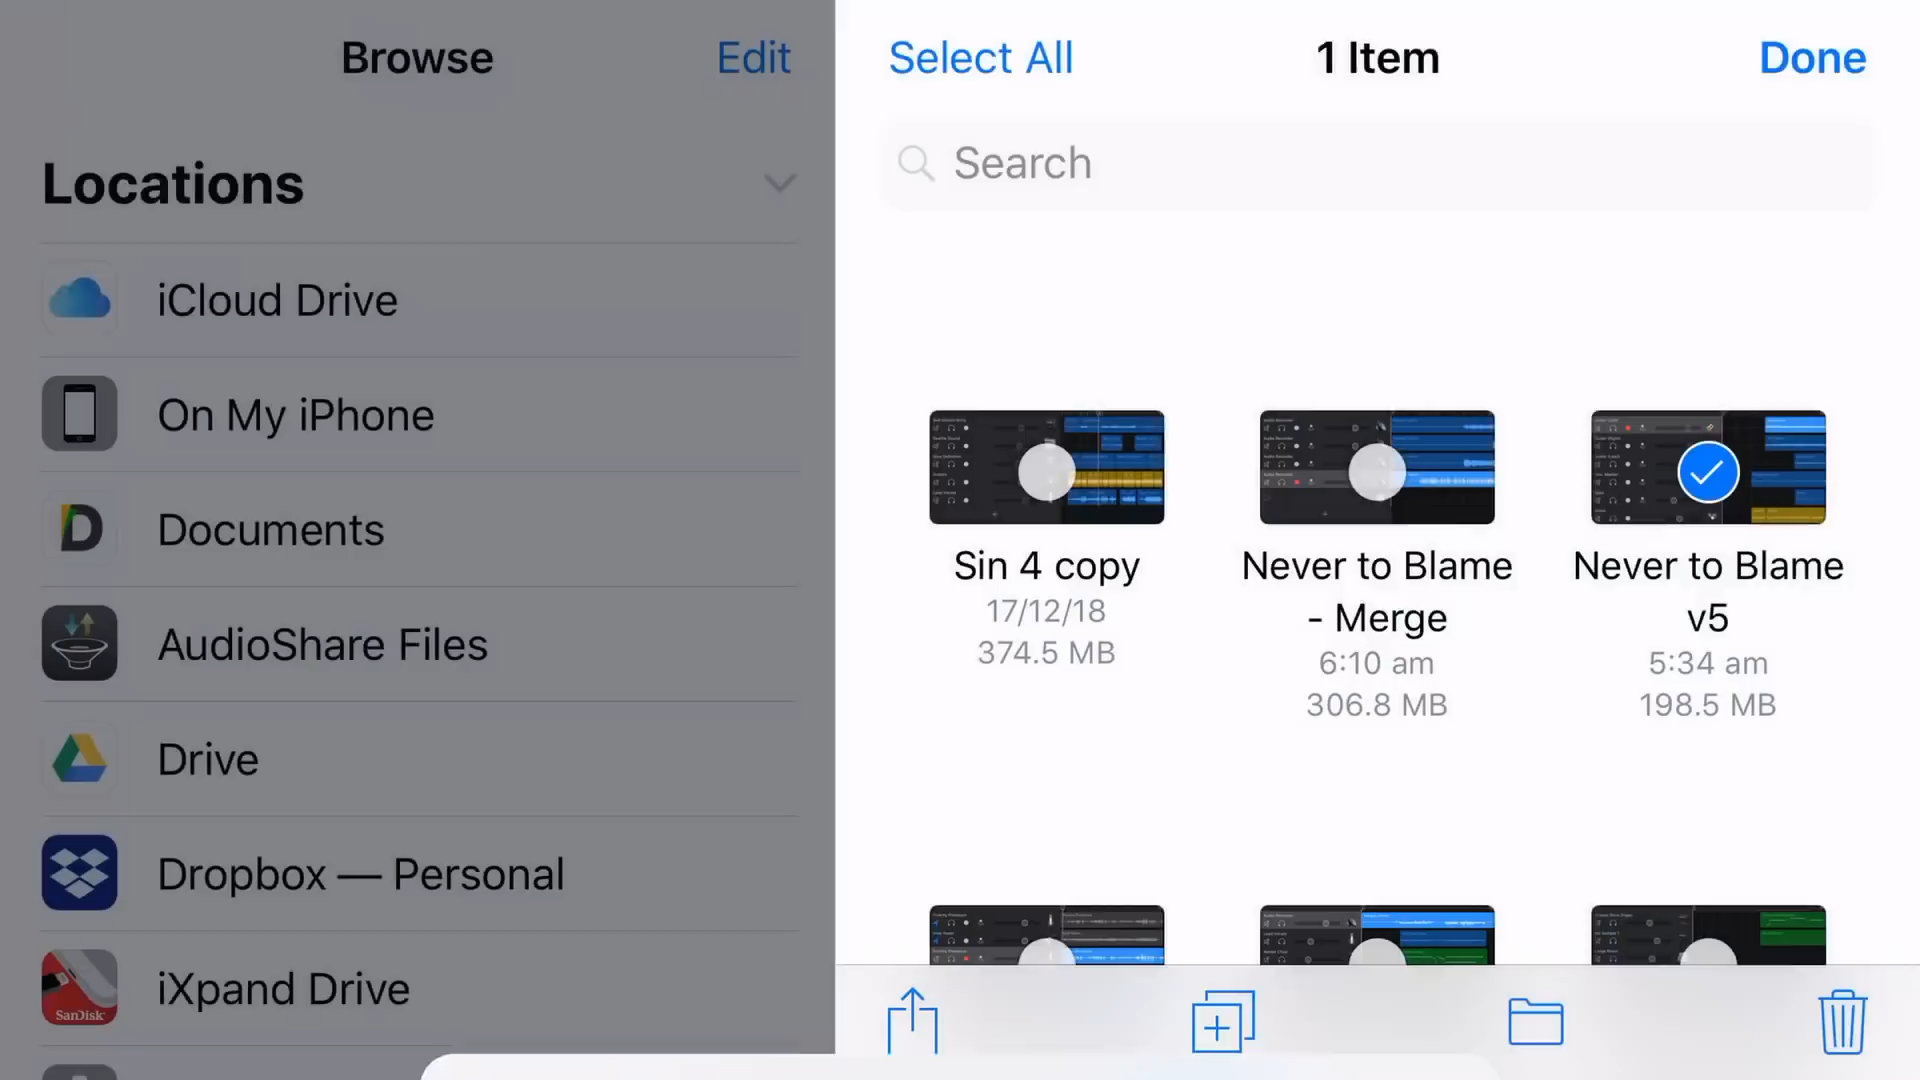 Browse
Edit
Locations
iCloud Drive
On My iPhone
Documents
AudioShare Files
Drive
Dropbox — Personal
SanDisk
iXpand Drive
Select All
1 Item
Done
Search
Sin 4 copy
17/12/18
374.5 MB
Never to Blame
- Merge
6:10 am
306.8 MB
Never to Blame
v5
5:34 am
198.5 MB